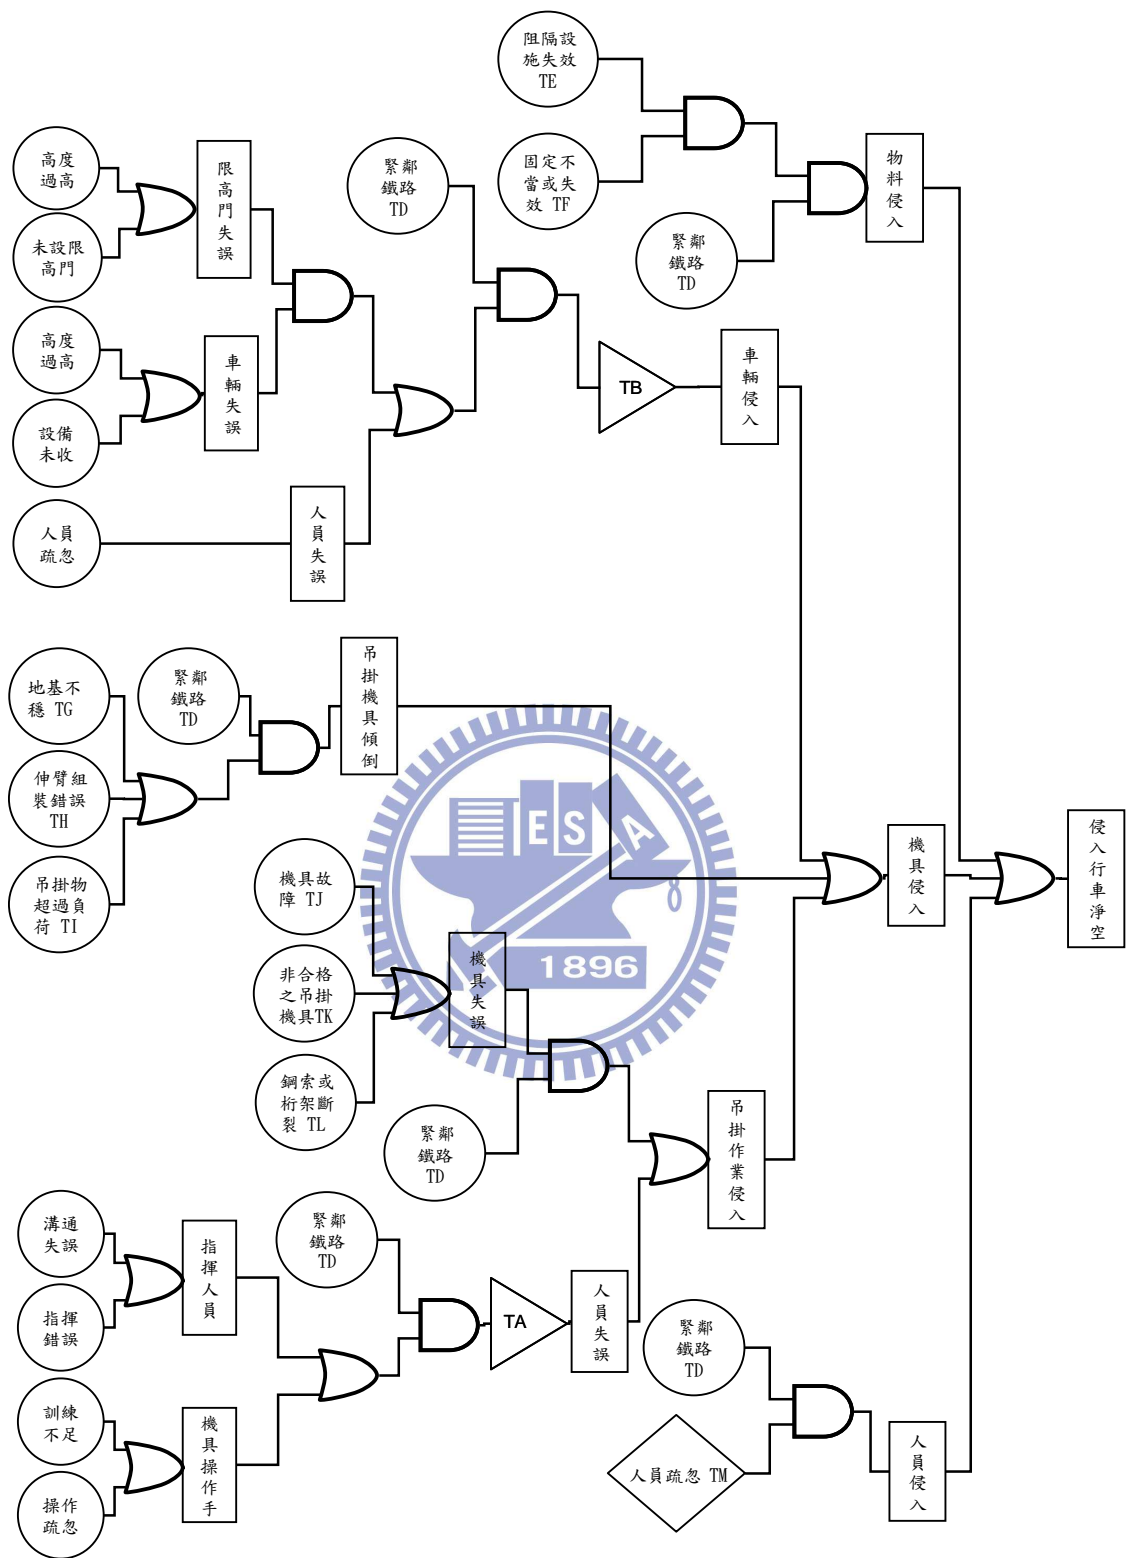 阻隔設
施失效
TE
固定不
當或失
效 TF
緊鄰
鐵路
TD
物料侵入
高度
過高
未設限
高門
限高門失誤
高度
過高
設備
未收
車輛失誤
人員
疏忽
人員失誤
緊鄰
鐵路
TD
TB
車輛侵入
地基不
穩 TG
伸臂組
裝錯誤
TH
吊掛物
超過負
荷 TI
緊鄰
鐵路
TD
吊掛機具傾倒
ESA
1896
機具故
障 TJ
非合格
之吊掛
機具TK
鋼索或
桁架斷
裂 TL
機具失誤
緊鄰
鐵路
TD
吊掛作業侵入
機具侵入
侵入行車淨空
溝通
失誤
指揮
錯誤
指揮人員
訓練
不足
操作
疏忽
機具操作手
緊鄰
鐵路
TD
TA
人員失誤
緊鄰
鐵路
TD
人員疏忽 TM
人員侵入